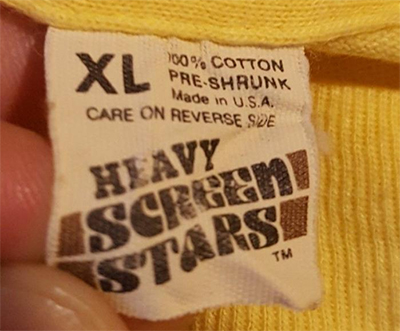 XL
100% COTTON
PRE-SHRUNK
Made in U.S.A.
CARE ON REVERSE SIDE
HEAVY
SCREEN
STARS
TM